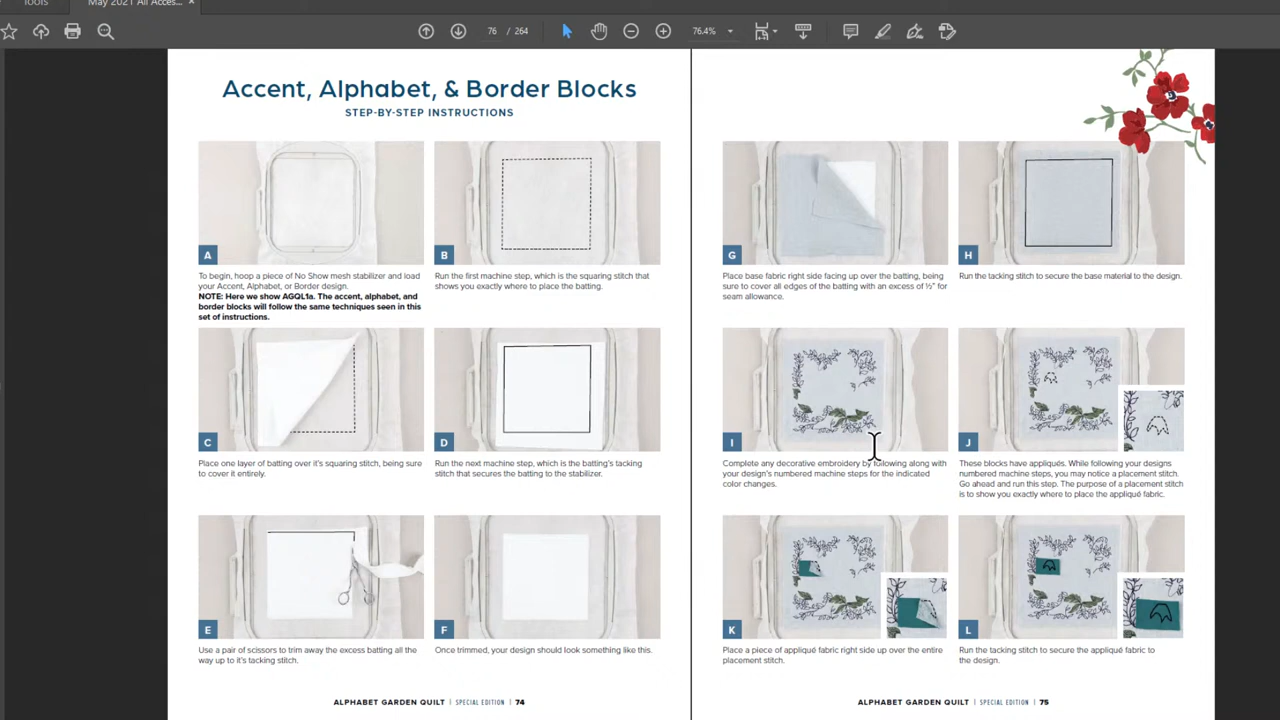 Tools
May 2021 All Acces...
76 / 264
76.4%
Accent, Alphabet, & Border Blocks
STEP-BY-STEP INSTRUCTIONS
A
To begin, hoop a piece of No Show mesh stabilizer and load
your Accent, Alphabet, or Border design.
NOTE: Here we show AGQL1a. The accent, alphabet, and
border blocks will follow the same techniques seen in this
set of instructions.
B
Run the first machine step, which is the squaring stitch that
shows you exactly where to place the batting.
C
Place one layer of batting over it's squaring stitch, being sure
to cover it entirely.
D
Run the next machine step, which is the batting's tacking
stitch that secures the batting to the stabilizer.
E
Use a pair of scissors to trim away the excess batting all the
way up to it's tacking stitch.
F
Once trimmed, your design should look something like this.
ALPHABET GARDEN QUILT | SPECIAL EDITION | 74
G
Place base fabric right side facing up over the batting, being
sure to cover all edges of the batting with an excess of ½" for
seam allowance.
H
Run the tacking stitch to secure the base material to the design.
I
Complete any decorative embroidery by following along with
your design's numbered machine steps for the indicated
color changes.
J
These blocks have appliqués. While following your designs
numbered machine steps, you may notice a placement stitch.
Go ahead and run this step. The purpose of a placement stitch
is to show you exactly where to place the appliqué fabric.
K
Place a piece of appliqué fabric right side up over the entire
placement stitch.
L
Run the tacking stitch to secure the appliqué fabric to
the design.
ALPHABET GARDEN QUILT | SPECIAL EDITION | 75